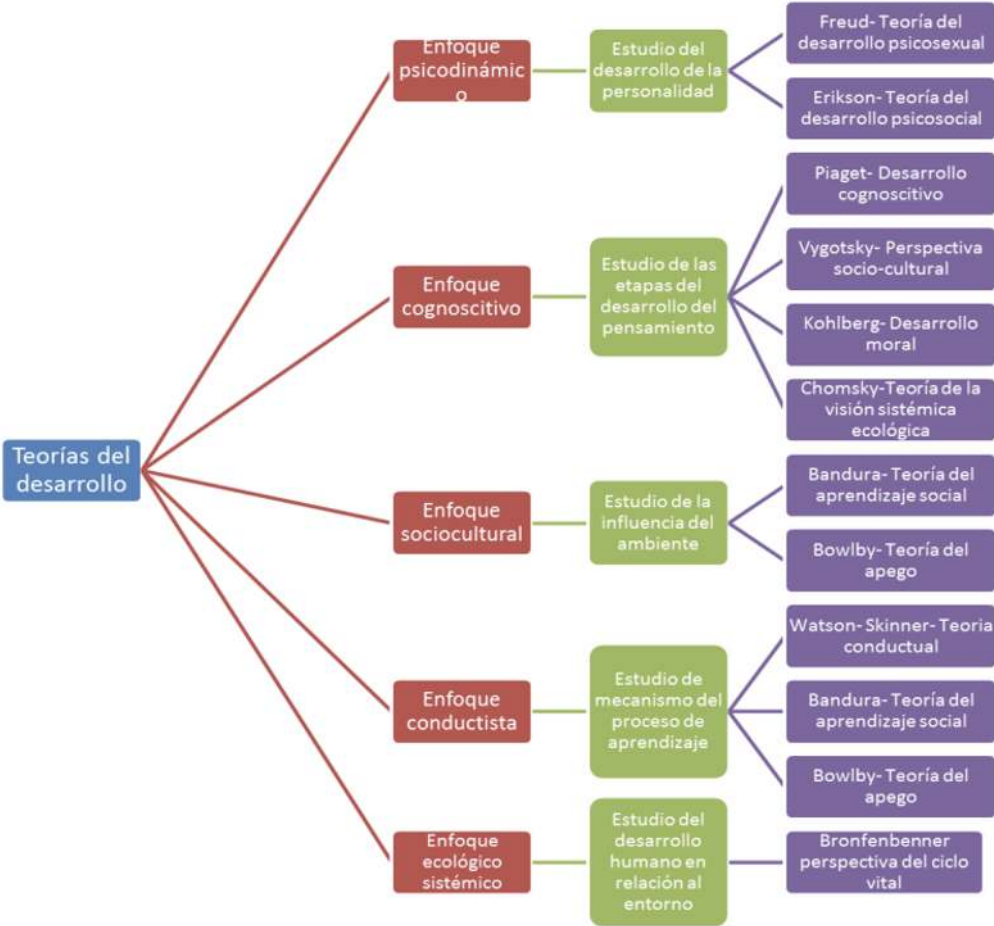 Teorías del
desarrollo
Enfoque
psicodinámic
o
Estudio del
desarrollo de la
personalidad
Freud- Teoría del
desarrollo psicosexual
Erikson- Teoría del
desarrollo psicosocial
Enfoque
cognoscitivo
Estudio de las
etapas del
desarrollo del
pensamiento
Piaget- Desarrollo
cognoscitivo
Vygotsky- Perspectiva
socio-cultural
Kohlberg- Desarrollo
moral
Chomsky-Teoría de la
visión sistémica
ecológica
Enfoque
sociocultural
Estudio de la
influencia del
ambiente
Bandura- Teoría del
aprendizaje social
Bowlby- Teoría del
apego
Enfoque
conductista
Estudio de
mecanismo del
proceso de
aprendizaje
Watson- Skinner- Teoria
conductual
Bandura- Teoría del
aprendizaje social
Bowlby- Teoría del
apego
Enfoque
ecológico
sistémico
Estudio del
desarrollo
humano en
relación al
entorno
Bronfenbenner
perspectiva del ciclo
vital